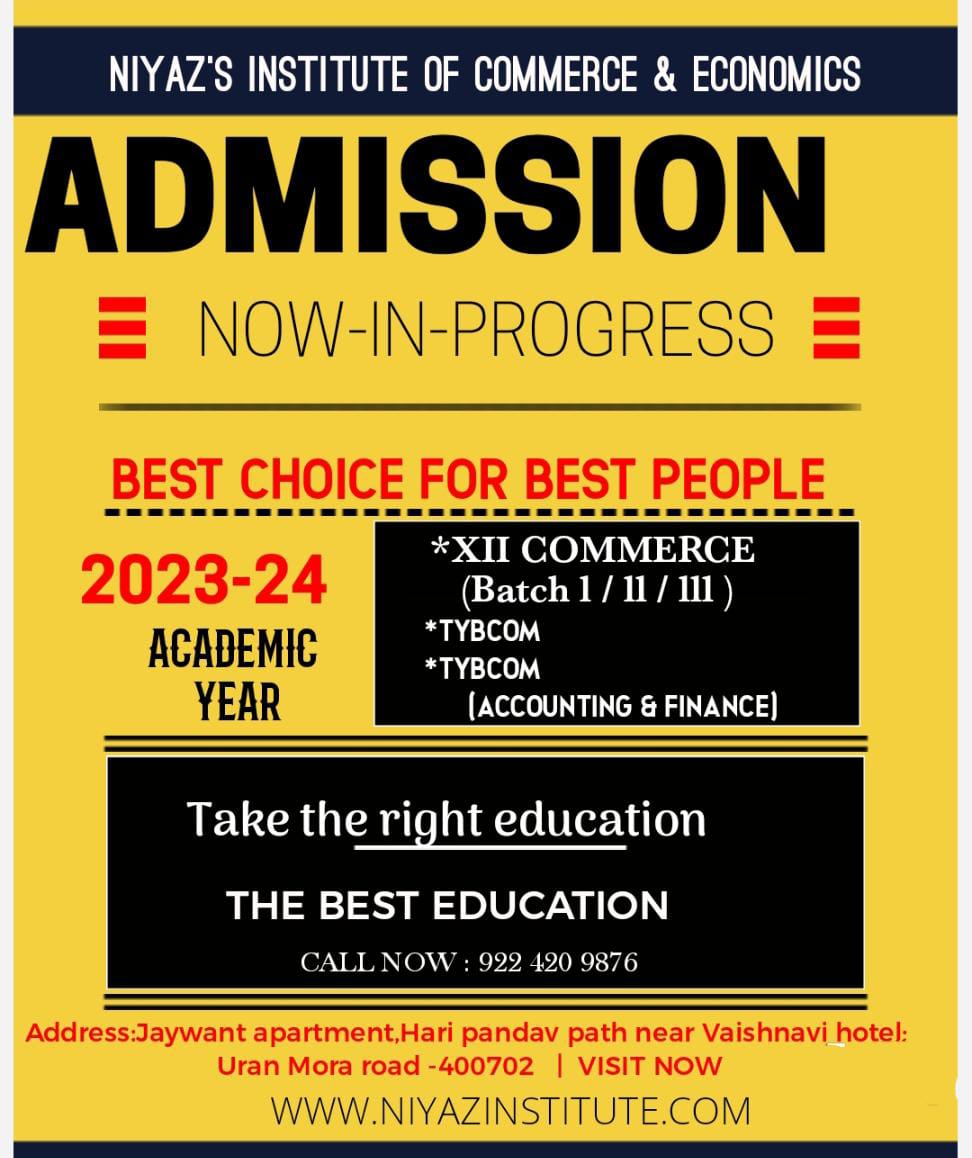 NIYAZ'S INSTITUTE OF COMMERCE & ECONOMICS
ADMISSION
NOW-IN-PROGRESS
BEST CHOICE FOR BEST PEOPLE
2023-24
ACADEMIC
YEAR
*XII COMMERCE
(Batch 1 / 11 / 111 )
*TYBCOM
*TYBCOM
(ACCOUNTING & FINANCE)
Take the right education
THE BEST EDUCATION
CALL NOW : 922 420 9876
Address:Jaywant apartment,Hari pandav path near Vaishnavi hotel:
Uran Mora road -400702 | VISIT NOW
WWW.NIYAZINSTITUTE.COM